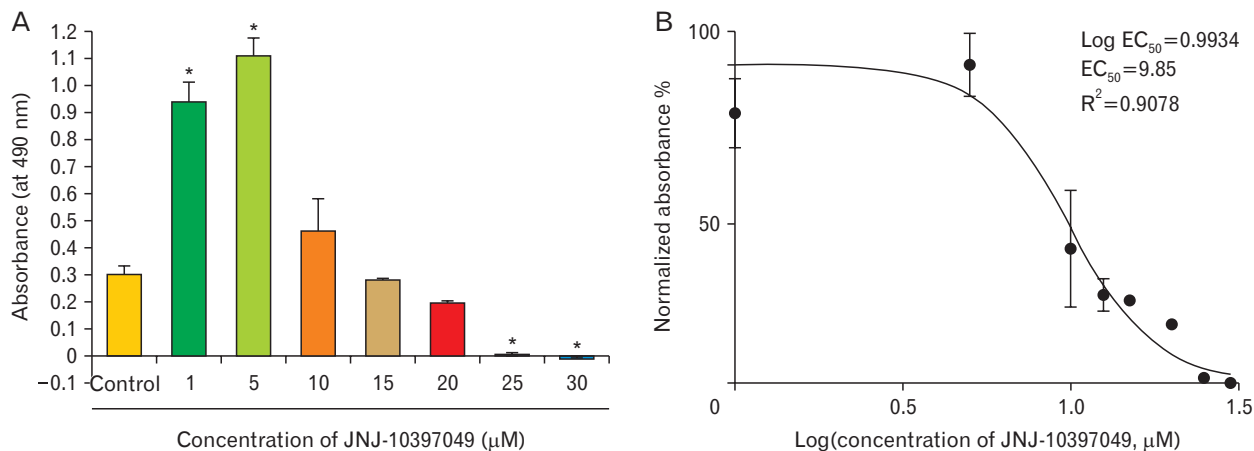 A
Absorbance (at 490 nm)
1.2
1.1
1.0
0.9
0.8
0.7
0.6
0.5
0.4
0.3
0.2
0.1
0
−0.1
*
*
*
*
Control 1 5 10 15 20 25 30
Concentration of JNJ-10397049 (μM)
B
Normalized absorbance %
100
50
Log EC50=0.9934
EC50=9.85
R2=0.9078
0 0.5 1.0 1.5
Log(concentration of JNJ-10397049, μM)